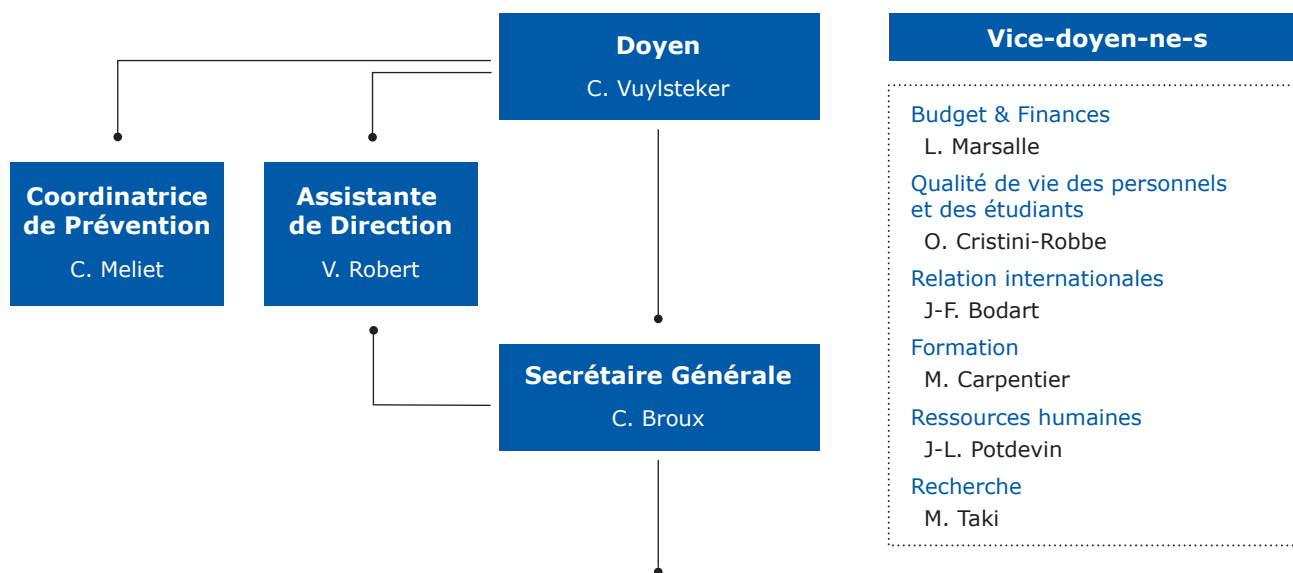 Doyen
C. Vuylsteker
Coordinatrice
de Prévention
C. Meliet
Assistante
de Direction
V. Robert
Secrétaire Générale
C. Broux
Vice-doyen-ne-s
Budget & Finances
L. Marsalle
Qualité de vie des personnels
et des étudiants
O. Cristini-Robbe
Relation internationales
J-F. Bodart
Formation
M. Carpentier
Ressources humaines
J-L. Potdevin
Recherche
M. Taki